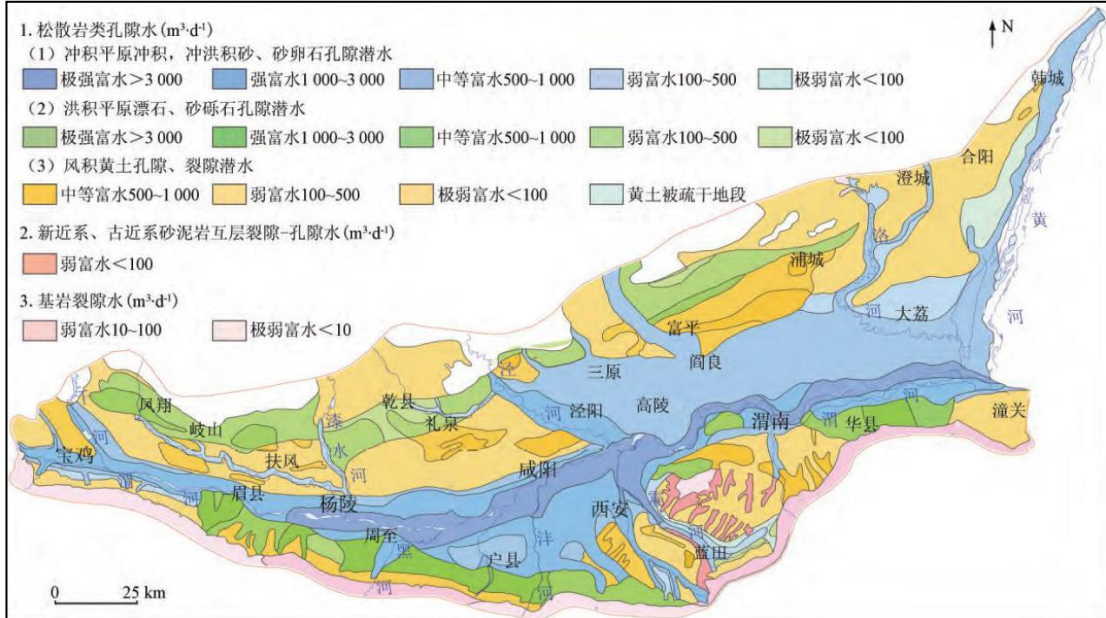 1. 松散岩类孔隙水(m³·d⁻¹)
(1) 冲积平原冲积,冲洪积砂、砂卵石孔隙潜水
极强富水>3 000 强富水1 000~3 000 中等富水500~1 000 弱富水100~500 极弱富水<100
(2) 洪积平原漂石、砂砾石孔隙潜水
极强富水>3 000 强富水1 000~3 000 中等富水500~1 000 弱富水100~500 极弱富水<100
(3) 风积黄土孔隙、裂隙潜水
中等富水500~1 000 弱富水100~500 极弱富水<100 黄土被疏干地段
2. 新近系、古近系砂泥岩互层裂隙-孔隙水(m³·d⁻¹)
弱富水<100
3. 基岩裂隙水(m³·d⁻¹)
弱富水10~100 极弱富水<10
N
韩城
合阳
澄城
黄河
洛河
浦城
大荔
富平
阎良
三原
泾河
泾阳
高陵
乾县
礼泉
漆水河
凤翔
岐山
扶风
宝鸡
河
渭河
眉县
杨陵
咸阳
渭南
渭河
华县
潼关
西安
周至
黑河
户县
沣河
河
蓝田
0 25 km